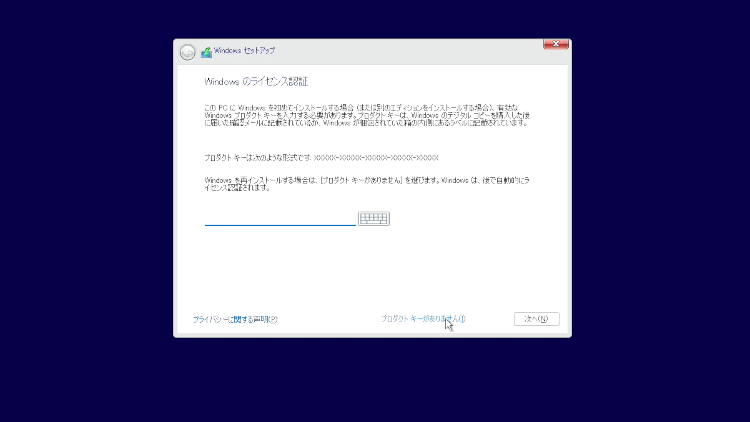 Windows セットアップ
Windows のライセンス認証
この PC に Windows を初めてインストールする場合 (または別のエディションをインストールする場合)、有効な
Windows プロダクト キーを入力する必要があります。プロダクト キーは、Windows のデジタル コピーを購入した後
に届いた確認メールに記載されているか、Windows が梱包されていた箱の内側にあるラベルに記載されています。
プロダクト キーは次のような形式です: XXXXX-XXXXX-XXXXX-XXXXX-XXXXX
Windows を再インストールする場合は、[プロダクト キーがありません] を選びます。Windows は、後で自動的にラ
イセンス認証されます。
プライバシーに関する声明(P)
プロダクト キーがありません(I)
次へ(N)